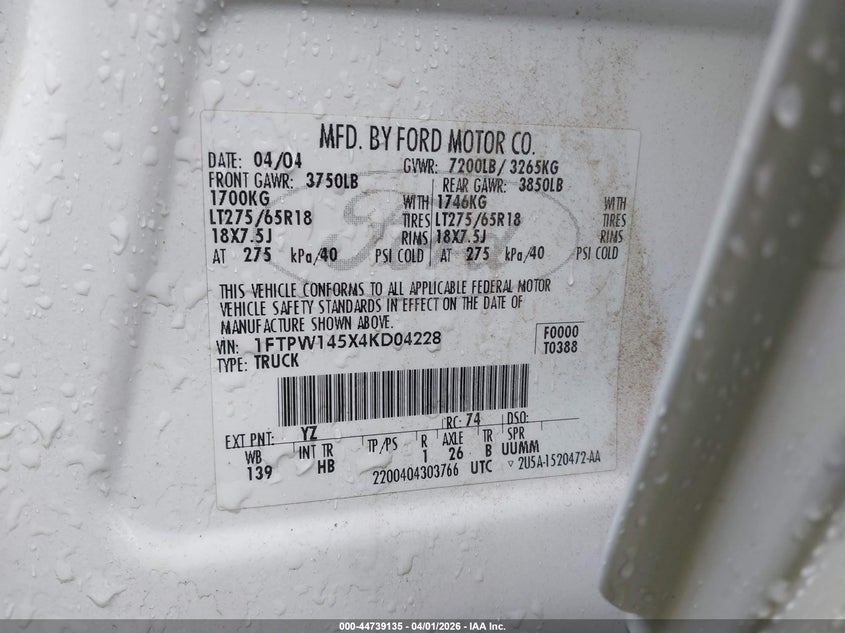 MFD. BY FORD MOTOR CO.
DATE: 04/04 GVWR: 7200LB/ 3265KG
FRONT GAWR: 3750LB REAR GAWR: 3850LB
1700KG WITH 1746KG WITH
LT275/65R18 TIRES LT275/65R18 TIRES
18X7.5J RIMS 18X7.5J RIMS
AT 275 kPa/40 PSI COLD AT 275 kPa/40 PSI COLD
Ford
THIS VEHICLE CONFORMS TO ALL APPLICABLE FEDERAL MOTOR
VEHICLE SAFETY STANDARDS IN EFFECT ON THE DATE OF
MANUFACTURE SHOWN ABOVE.
VIN: 1FTPW145X4KD04228 F0000
TYPE: TRUCK T0388
EXT PNT: YZ RC: 74 DSO:
WB INT TR TP/PS R AXLE TR SPR
139 HB 1 26 B UUMM
2200404303766 UTC ▽ 2U5A-1520472-AA
000-44739135 - 04/01/2026 - IAA Inc.